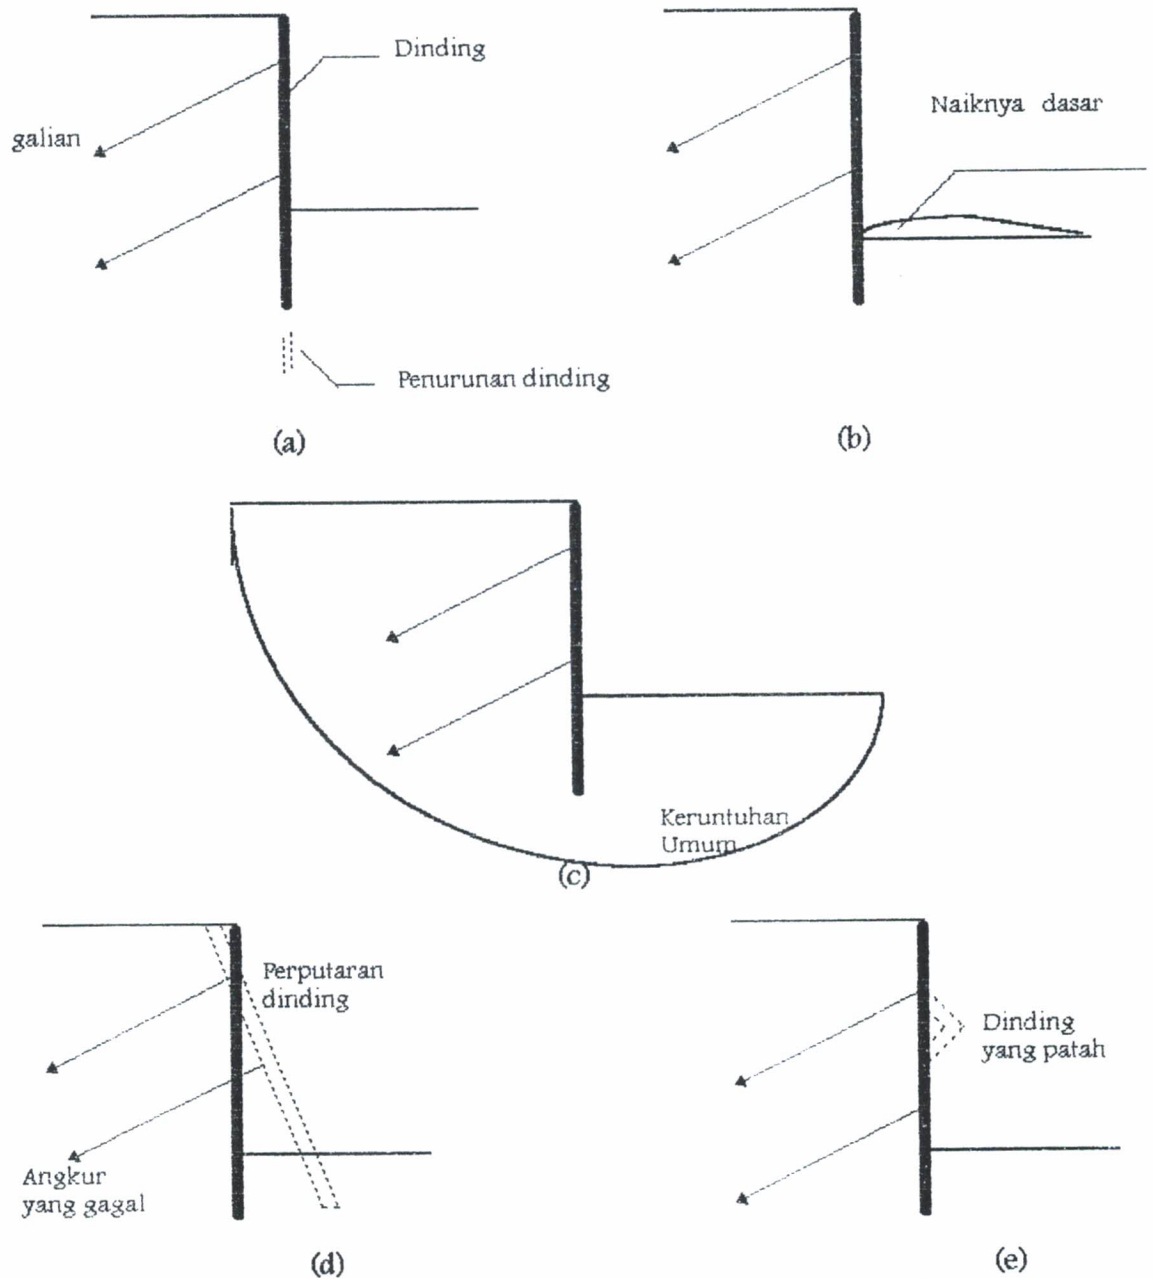 Dinding
galian
Penurunan dinding
(a)
Naiknya dasar
(b)
Keruntuhan
Umum
(c)
Perputaran
dinding
Angkur
yang gagal
(d)
Dinding
yang patah
(e)